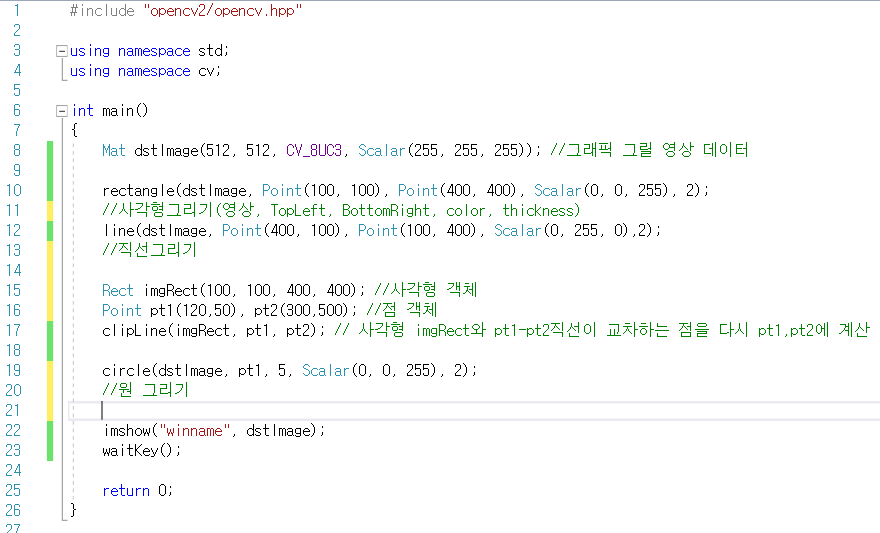 1 #include "opencv2/opencv.hpp"
2
3 using namespace std;
4 using namespace cv;
5
6 int main()
7 {
8 Mat dstImage(512, 512, CV_8UC3, Scalar(255, 255, 255)); //그래픽 그릴 영상 데이터
9
10 rectangle(dstImage, Point(100, 100), Point(400, 400), Scalar(0, 0, 255), 2);
11 //사각형그리기(영상, TopLeft, BottomRight, color, thickness)
12 line(dstImage, Point(400, 100), Point(100, 400), Scalar(0, 255, 0),2);
13 //직선그리기
14
15 Rect imgRect(100, 100, 400, 400); //사각형 객체
16 Point pt1(120,50), pt2(300,500); //점 객체
17 clipLine(imgRect, pt1, pt2); // 사각형 imgRect와 pt1-pt2직선이 교차하는 점을 다시 pt1,pt2에 계산
18
19 circle(dstImage, pt1, 5, Scalar(0, 0, 255), 2);
20 //원 그리기
21
22 imshow("winname", dstImage);
23 waitKey();
24
25 return 0;
26 }
27